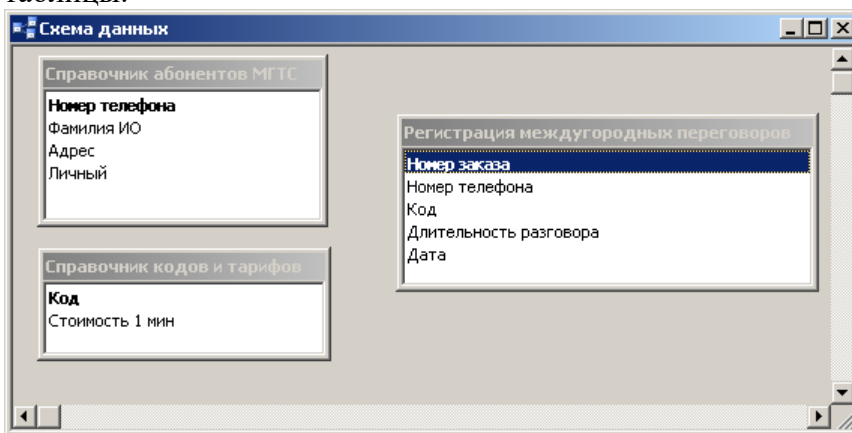 таблицы.
Схема данных
Справочник абонентов МГТС
Номер телефона
Фамилия ИО
Адрес
Личный
Регистрация междугородных переговоров
Номер заказа
Номер телефона
Код
Длительность разговора
Дата
Справочник кодов и тарифов
Код
Стоимость 1 мин